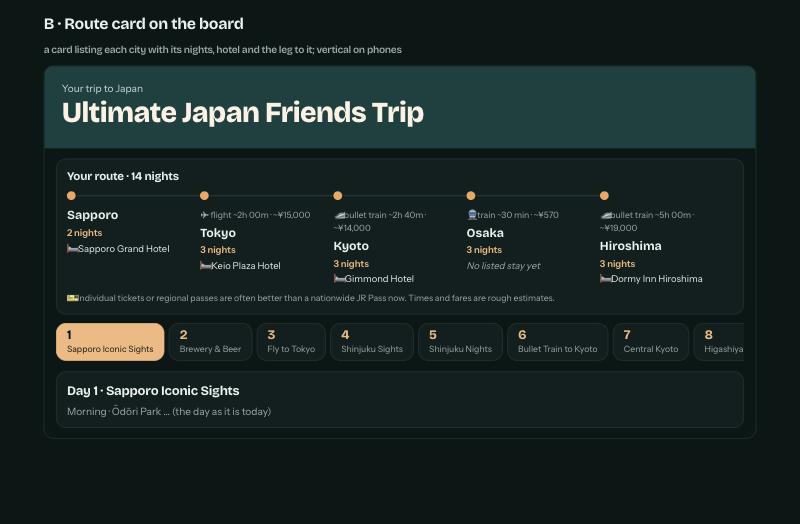 B · Route card on the board
a card listing each city with its nights, hotel and the leg to it; vertical on phones
Your trip to Japan
Ultimate Japan Friends Trip
Your route · 14 nights
Sapporo
2 nights
Sapporo Grand Hotel
flight ~2h 00m · ~¥15,000
Tokyo
3 nights
Keio Plaza Hotel
bullet train ~2h 40m ·
~¥14,000
Kyoto
3 nights
Gimmond Hotel
train ~30 min · ~¥570
Osaka
3 nights
No listed stay yet
bullet train ~5h 00m ·
~¥19,000
Hiroshima
3 nights
Dormy Inn Hiroshima
Individual tickets or regional passes are often better than a nationwide JR Pass now. Times and fares are rough estimates.
1
Sapporo Iconic Sights
2
Brewery & Beer
3
Fly to Tokyo
4
Shinjuku Sights
5
Shinjuku Nights
6
Bullet Train to Kyoto
7
Central Kyoto
8
Higashiya
Day 1 · Sapporo Iconic Sights
Morning · Ōdōri Park ... (the day as it is today)